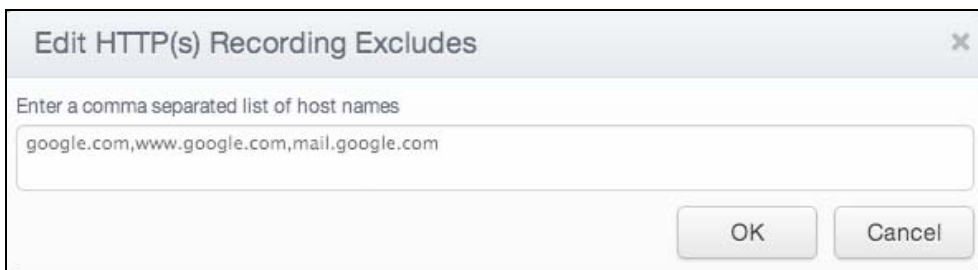 Edit HTTP(s) Recording Excludes
Enter a comma separated list of host names
google.com,www.google.com,mail.google.com
OK Cancel